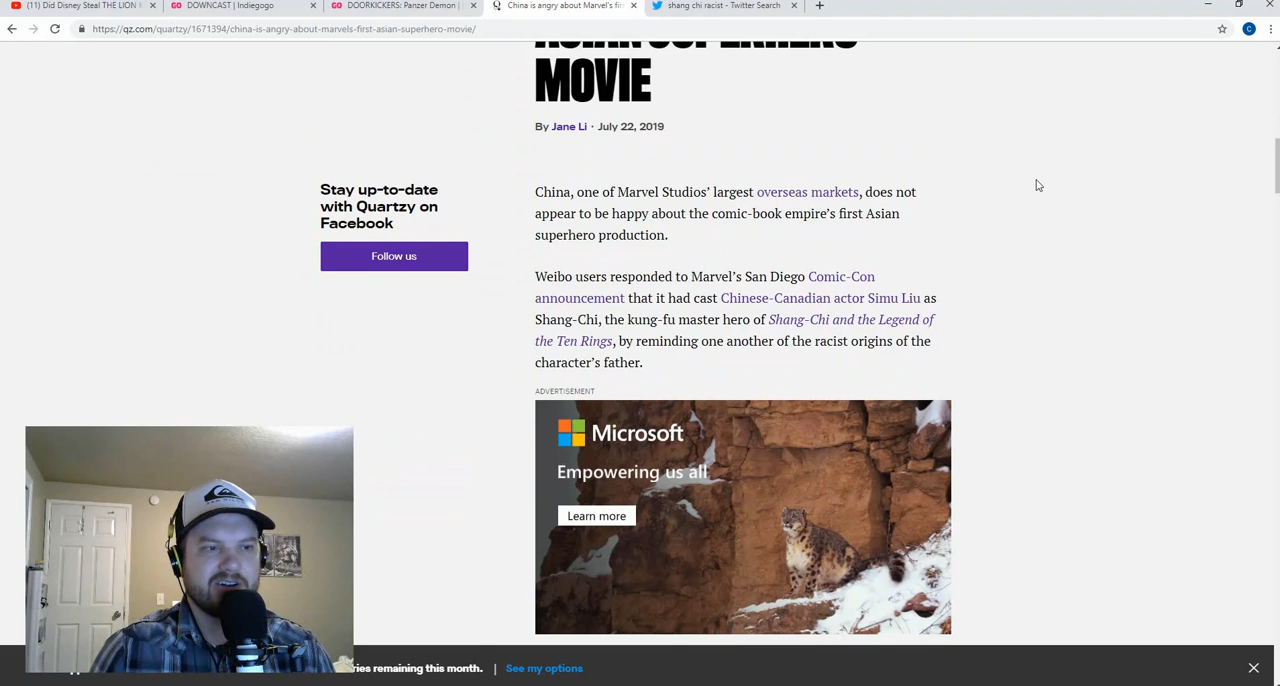 (11) Did Disney Steal THE LION
DOWNCAST | Indiegogo
DOORKICKERS: Panzer Demon |
China is angry about Marvel's fir
shang chi racist - Twitter Search
https://qz.com/quartzy/1671394/china-is-angry-about-marvels-first-asian-superhero-movie/
ASIAN SUPERHERO
MOVIE
By Jane Li · July 22, 2019
Stay up-to-date
with Quartzy on
Facebook
Follow us
China, one of Marvel Studios’ largest overseas markets, does not
appear to be happy about the comic-book empire’s first Asian
superhero production.
Weibo users responded to Marvel’s San Diego Comic-Con
announcement that it had cast Chinese-Canadian actor Simu Liu as
Shang-Chi, the kung-fu master hero of Shang-Chi and the Legend of
the Ten Rings, by reminding one another of the racist origins of the
character’s father.
ADVERTISEMENT
Microsoft
Empowering us all
Learn more
ries remaining this month. | See my options